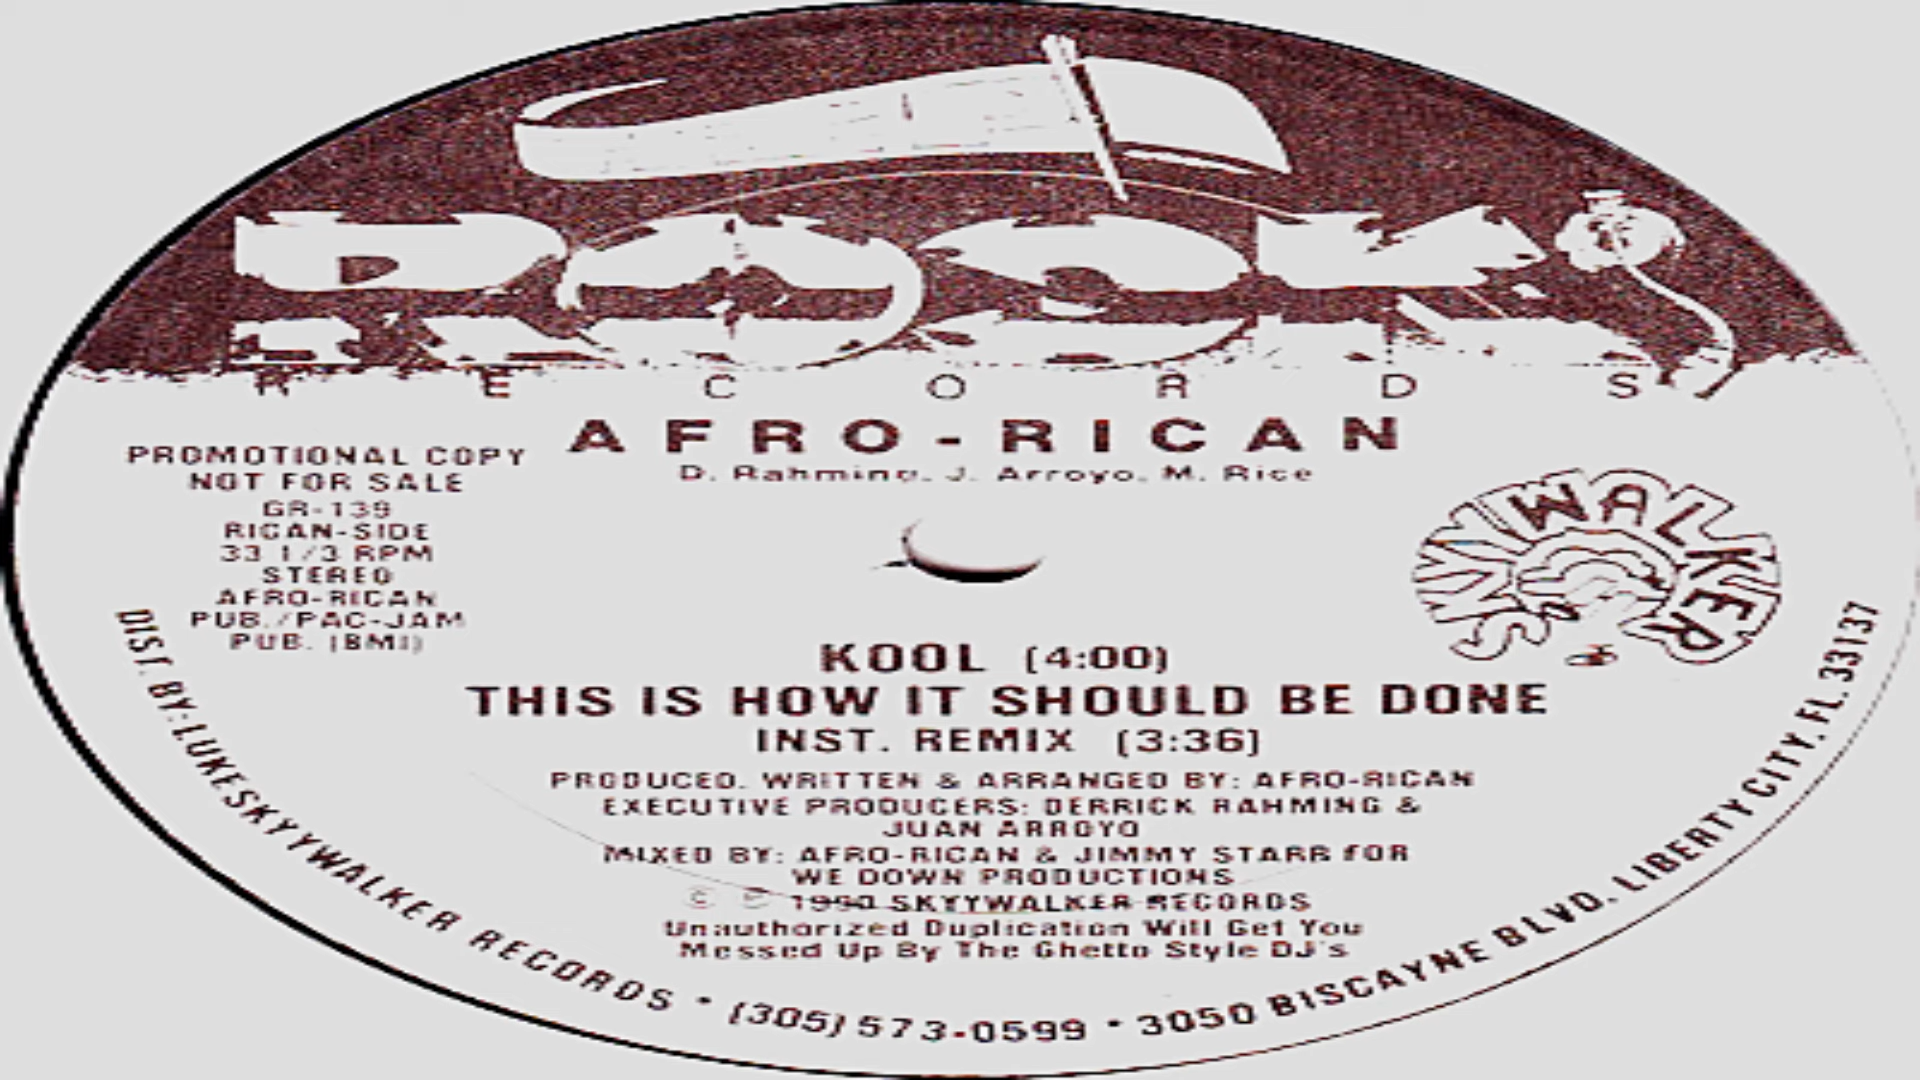 RECORDS
AFRO-RICAN
D. Rahming, J. Arroyo, M. Rice
PROMOTIONAL COPY
NOT FOR SALE
GR-139
RICAN-SIDE
33 1/3 RPM
STEREO
AFRO-RICAN
PUB./PAC-JAM
PUB. (BMI)
SKYYWALKER
KOOL (4:00)
THIS IS HOW IT SHOULD BE DONE
INST. REMIX (3:36)
PRODUCED, WRITTEN & ARRANGED BY: AFRO-RICAN
EXECUTIVE PRODUCERS: DERRICK RAHMING &
JUAN ARROYO
MIXED BY: AFRO-RICAN & JIMMY STARR FOR
WE DOWN PRODUCTIONS
© ℗ 1990 SKYYWALKER RECORDS
Unauthorized Duplication Will Get You
Messed Up By The Ghetto Style DJ's
DIST. BY: LUKE SKYYWALKER RECORDS • (305) 573-0599 • 3050 BISCAYNE BLVD. LIBERTY CITY, FL. 33137